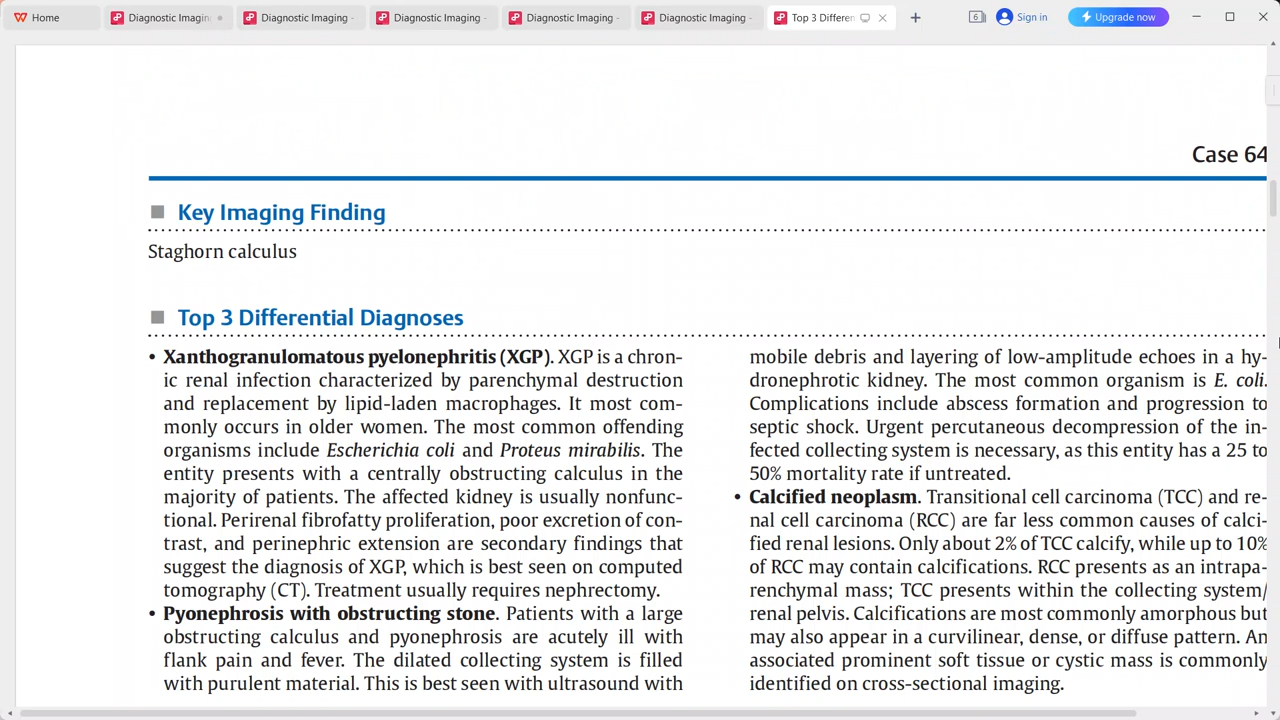 Home
Diagnostic Imaging
Diagnostic Imaging -
Diagnostic Imaging -
Diagnostic Imaging -
Diagnostic Imaging -
Top 3 Differen
6
Sign in
Upgrade now
Case 64
Key Imaging Finding
Staghorn calculus
Top 3 Differential Diagnoses
• Xanthogranulomatous pyelonephritis (XGP). XGP is a chron-
ic renal infection characterized by parenchymal destruction
and replacement by lipid-laden macrophages. It most com-
monly occurs in older women. The most common offending
organisms include Escherichia coli and Proteus mirabilis. The
entity presents with a centrally obstructing calculus in the
majority of patients. The affected kidney is usually nonfunc-
tional. Perirenal fibrofatty proliferation, poor excretion of con-
trast, and perinephric extension are secondary findings that
suggest the diagnosis of XGP, which is best seen on computed
tomography (CT). Treatment usually requires nephrectomy.
• Pyonephrosis with obstructing stone. Patients with a large
obstructing calculus and pyonephrosis are acutely ill with
flank pain and fever. The dilated collecting system is filled
with purulent material. This is best seen with ultrasound with
mobile debris and layering of low-amplitude echoes in a hy-
dronephrotic kidney. The most common organism is E. coli.
Complications include abscess formation and progression to
septic shock. Urgent percutaneous decompression of the in-
fected collecting system is necessary, as this entity has a 25 to
50% mortality rate if untreated.
• Calcified neoplasm. Transitional cell carcinoma (TCC) and re-
nal cell carcinoma (RCC) are far less common causes of calci-
fied renal lesions. Only about 2% of TCC calcify, while up to 10%
of RCC may contain calcifications. RCC presents as an intrapa-
renchymal mass; TCC presents within the collecting system/
renal pelvis. Calcifications are most commonly amorphous but
may also appear in a curvilinear, dense, or diffuse pattern. An
associated prominent soft tissue or cystic mass is commonly
identified on cross-sectional imaging.